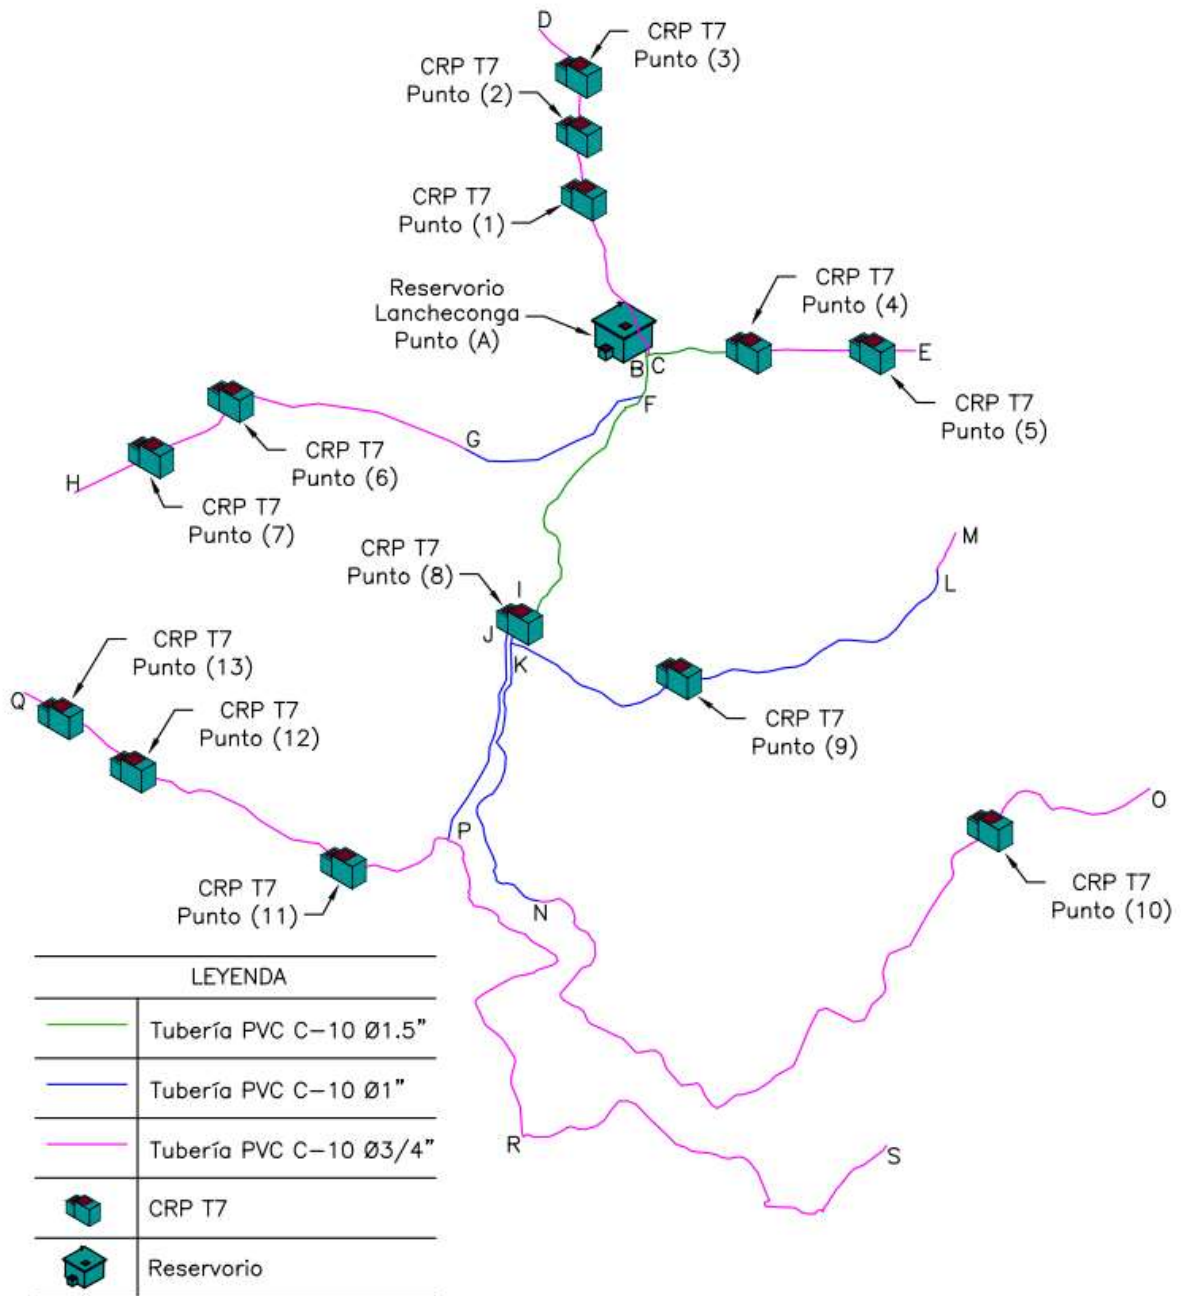 D
CRP T7
Punto (3)
CRP T7
Punto (2)
CRP T7
Punto (1)
Reservorio
Lancheconga
Punto (A)
CRP T7
Punto (4)
B
C
E
F
CRP T7
Punto (5)
G
CRP T7
Punto (6)
H
CRP T7
Punto (7)
M
CRP T7
Punto (8)
I
L
J
K
CRP T7
Punto (13)
Q
CRP T7
Punto (12)
CRP T7
Punto (9)
O
P
CRP T7
Punto (11)
N
CRP T7
Punto (10)
R
S
LEYENDA
Tubería PVC C-10 Ø1.5"
Tubería PVC C-10 Ø1"
Tubería PVC C-10 Ø3/4"
CRP T7
Reservorio